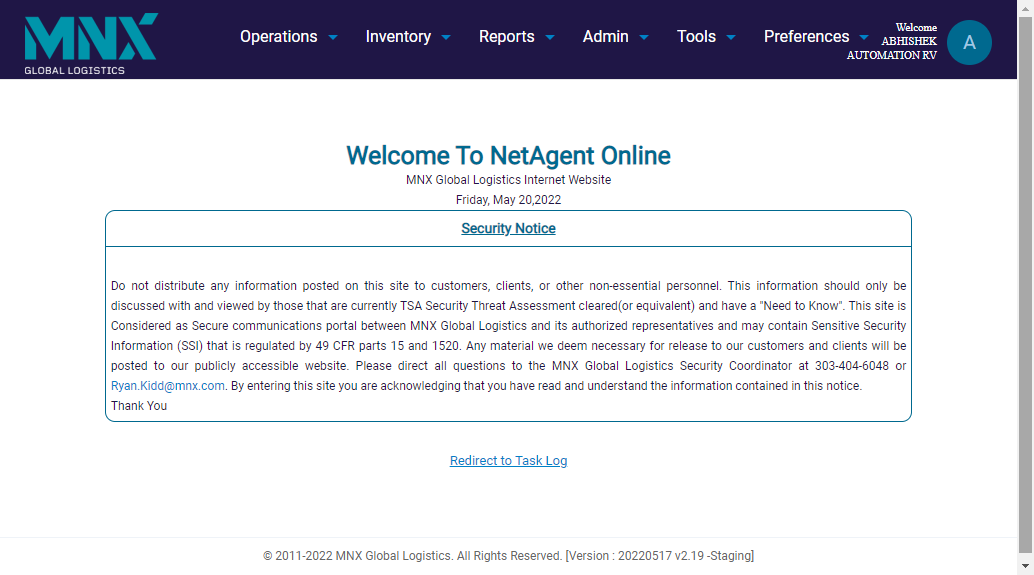 MNX
GLOBAL LOGISTICS
Operations Inventory Reports Admin Tools Preferences
Welcome
ABHISHEK
AUTOMATION RV
A
Welcome To NetAgent Online
MNX Global Logistics Internet Website
Friday, May 20,2022
Security Notice
Do not distribute any information posted on this site to customers, clients, or other non-essential personnel. This information should only be
discussed with and viewed by those that are currently TSA Security Threat Assessment cleared(or equivalent) and have a "Need to Know". This site is
Considered as Secure communications portal between MNX Global Logistics and its authorized representatives and may contain Sensitive Security
Information (SSI) that is regulated by 49 CFR parts 15 and 1520. Any material we deem necessary for release to our customers and clients will be
posted to our publicly accessible website. Please direct all questions to the MNX Global Logistics Security Coordinator at 303-404-6048 or
Ryan.Kidd@mnx.com. By entering this site you are acknowledging that you have read and understand the information contained in this notice.
Thank You
Redirect to Task Log
© 2011-2022 MNX Global Logistics. All Rights Reserved. [Version : 20220517 v2.19 -Staging]